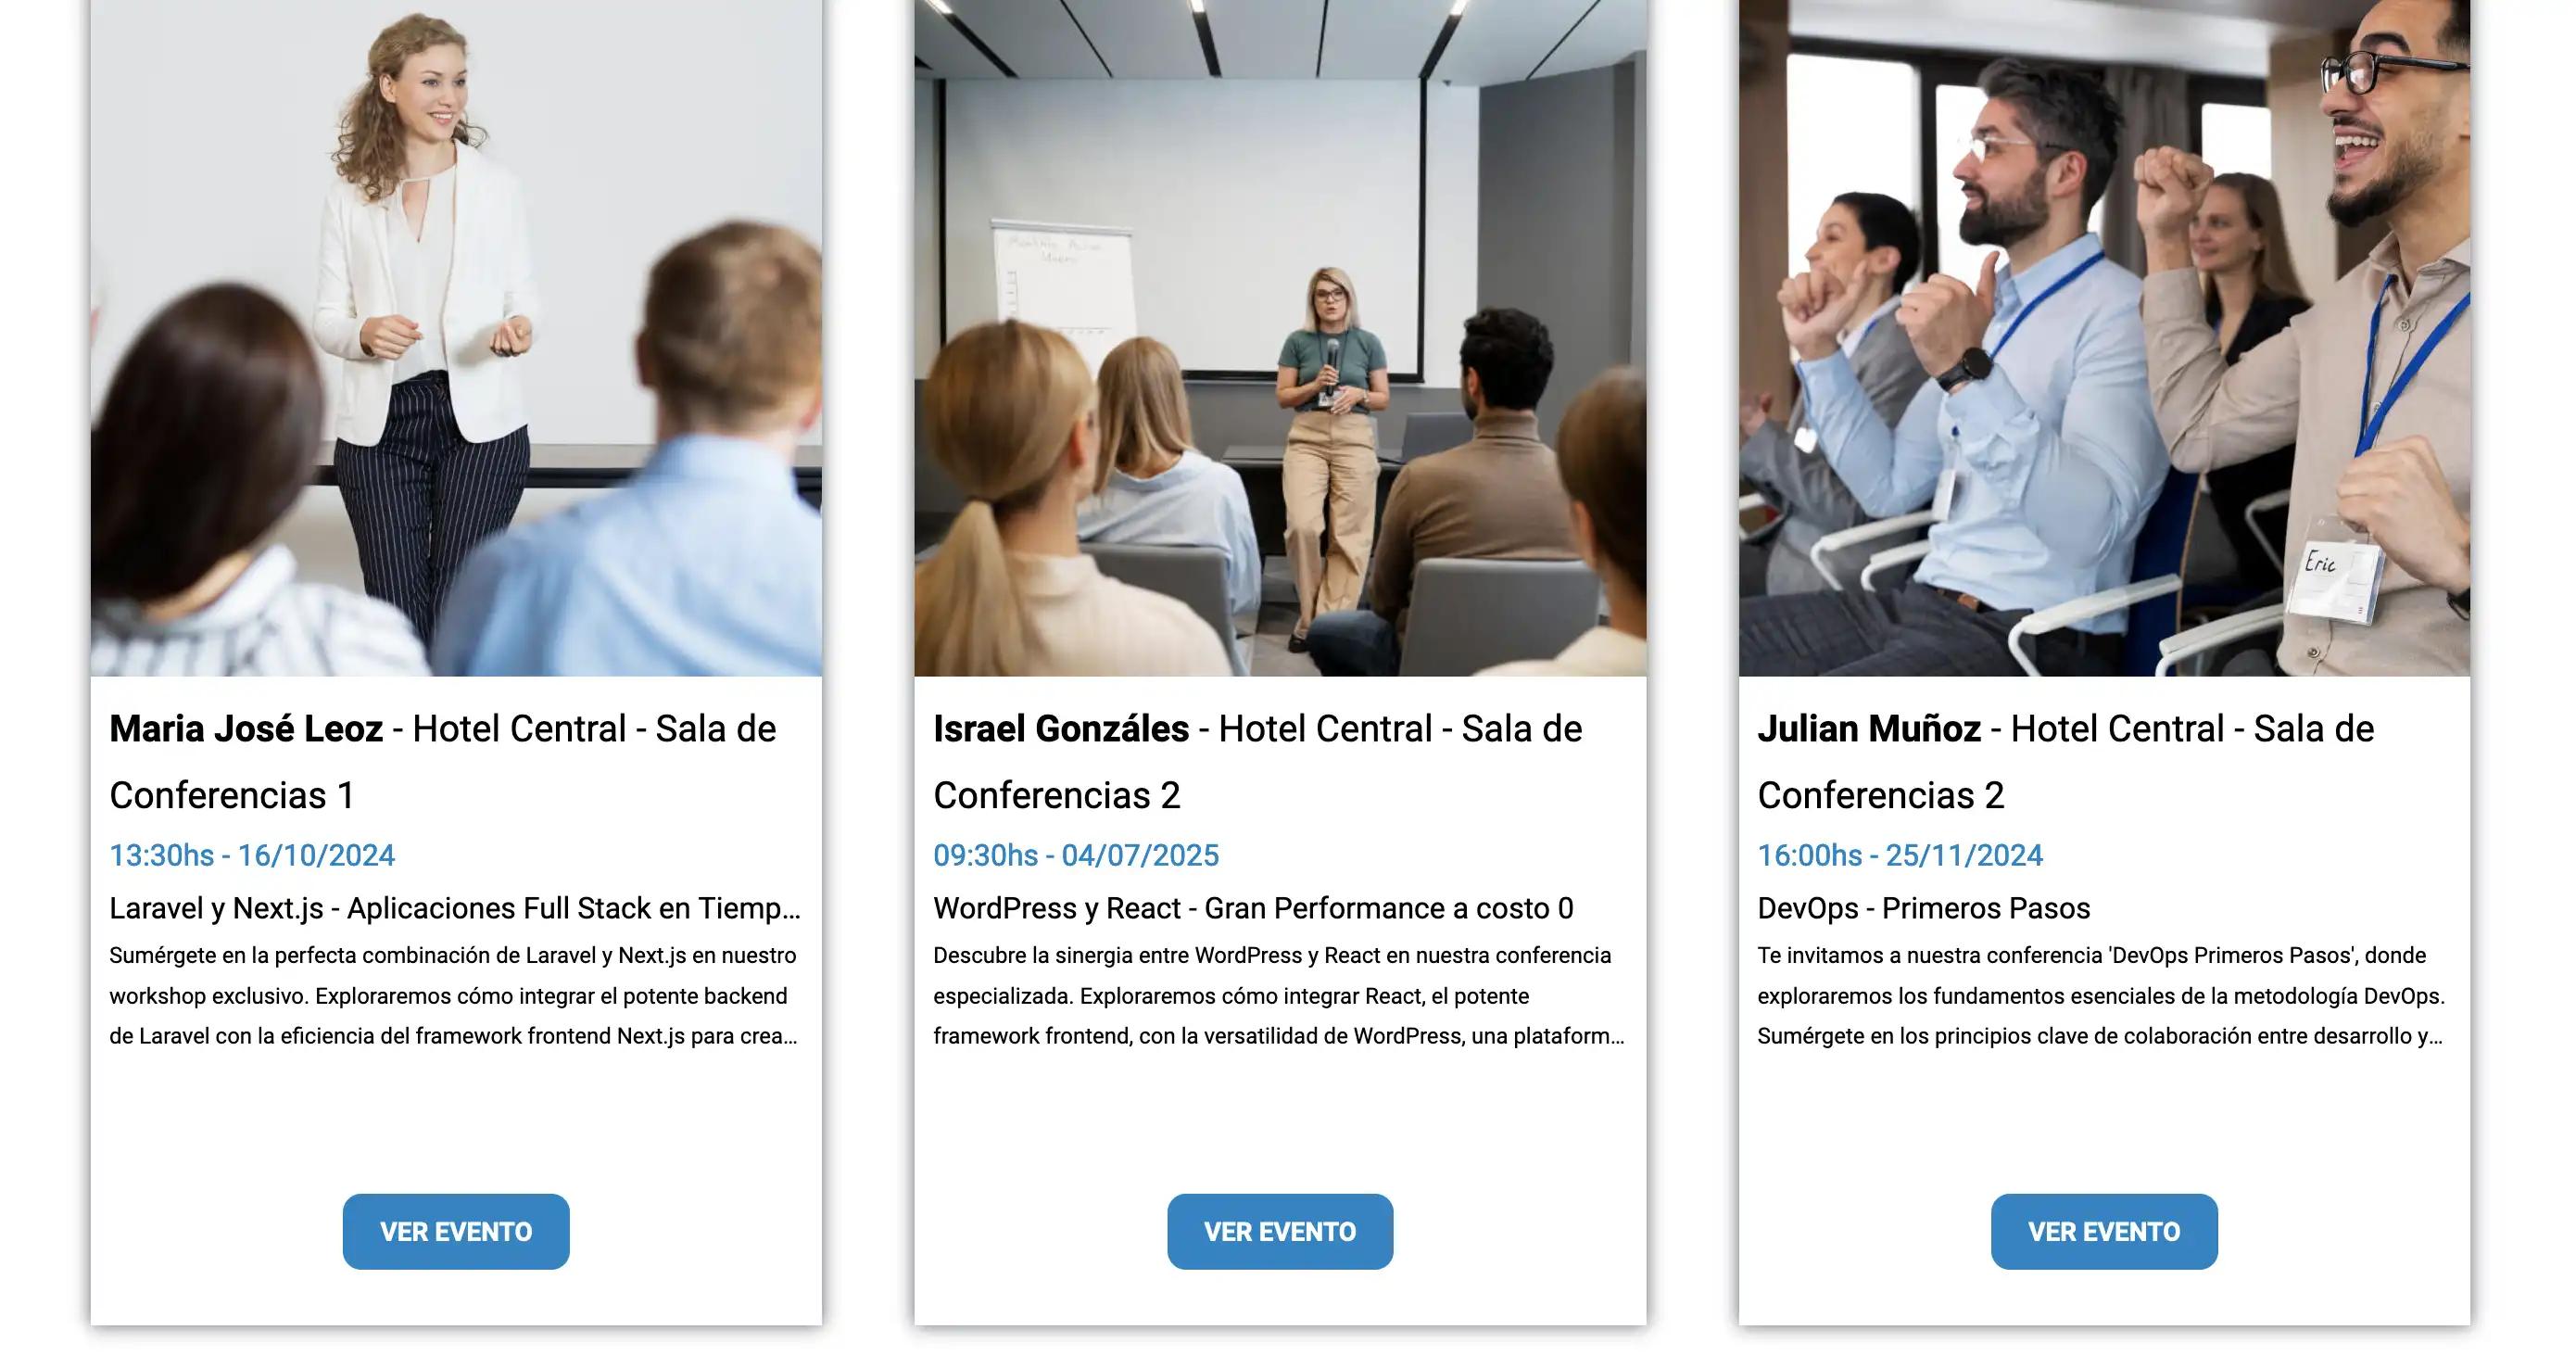 Monthly
Eric
Maria José Leoz - Hotel Central - Sala de
Conferencias 1
13:30hs - 16/10/2024
Laravel y Next.js - Aplicaciones Full Stack en Tiemp...
Sumérgete en la perfecta combinación de Laravel y Next.js en nuestro
workshop exclusivo. Exploraremos cómo integrar el potente backend
de Laravel con la eficiencia del framework frontend Next.js para crea...
VER EVENTO
Israel Gonzáles - Hotel Central - Sala de
Conferencias 2
09:30hs - 04/07/2025
WordPress y React - Gran Performance a costo 0
Descubre la sinergia entre WordPress y React en nuestra conferencia
especializada. Exploraremos cómo integrar React, el potente
framework frontend, con la versatilidad de WordPress, una plataform...
VER EVENTO
Julian Muñoz - Hotel Central - Sala de
Conferencias 2
16:00hs - 25/11/2024
DevOps - Primeros Pasos
Te invitamos a nuestra conferencia 'DevOps Primeros Pasos', donde
exploraremos los fundamentos esenciales de la metodología DevOps.
Sumérgete en los principios clave de colaboración entre desarrollo y...
VER EVENTO